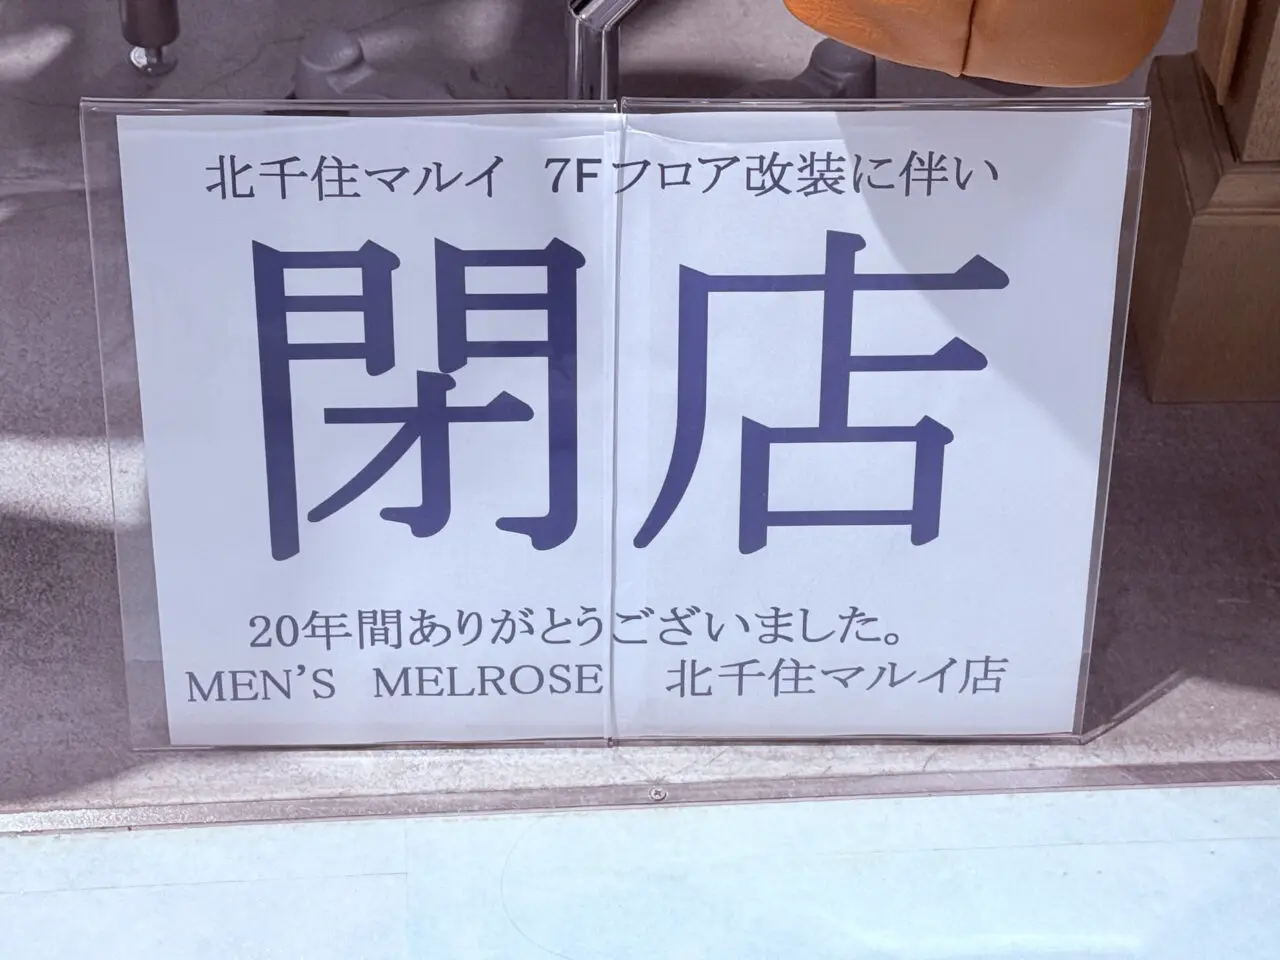 北千住マルイ 7Fフロア改装に伴い
閉店
20年間ありがとうございました。
MEN'S MELROSE 北千住マルイ店